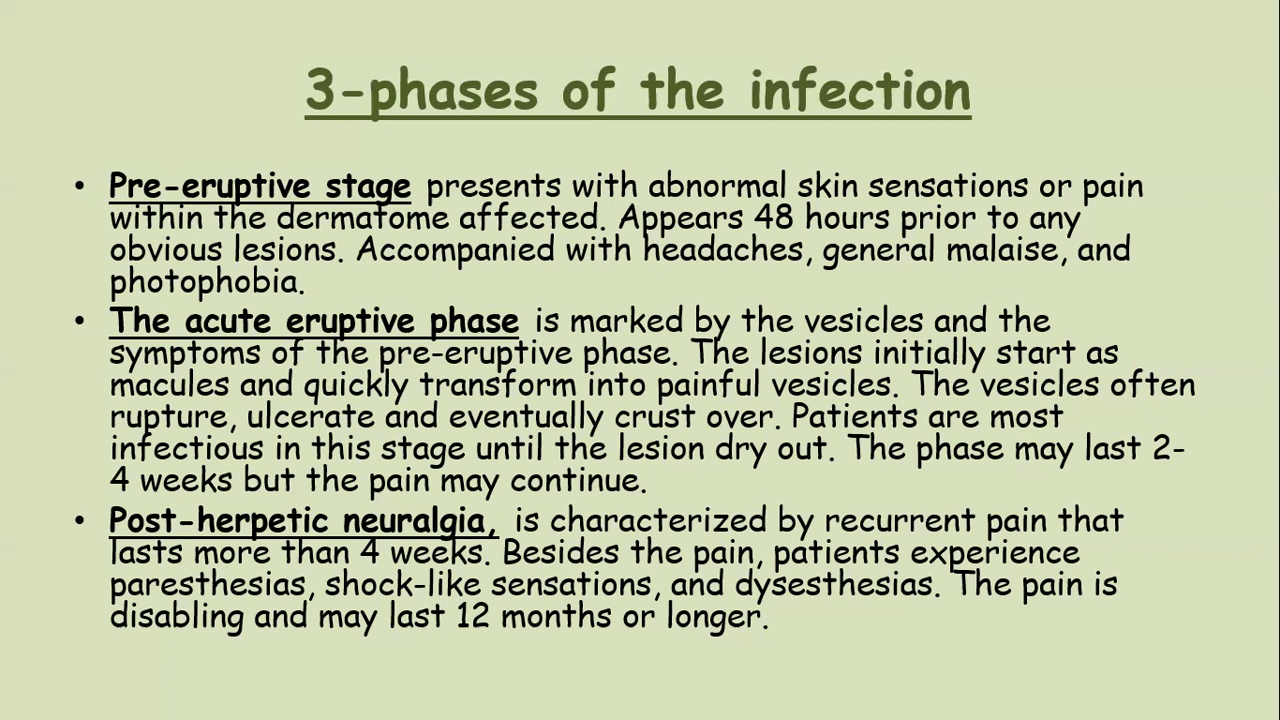 3-phases of the infection
• Pre-eruptive stage presents with abnormal skin sensations or pain
within the dermatome affected. Appears 48 hours prior to any
obvious lesions. Accompanied with headaches, general malaise, and
photophobia.
• The acute eruptive phase is marked by the vesicles and the
symptoms of the pre-eruptive phase. The lesions initially start as
macules and quickly transform into painful vesicles. The vesicles often
rupture, ulcerate and eventually crust over. Patients are most
infectious in this stage until the lesion dry out. The phase may last 2-
4 weeks but the pain may continue.
• Post-herpetic neuralgia, is characterized by recurrent pain that
lasts more than 4 weeks. Besides the pain, patients experience
paresthesias, shock-like sensations, and dysesthesias. The pain is
disabling and may last 12 months or longer.